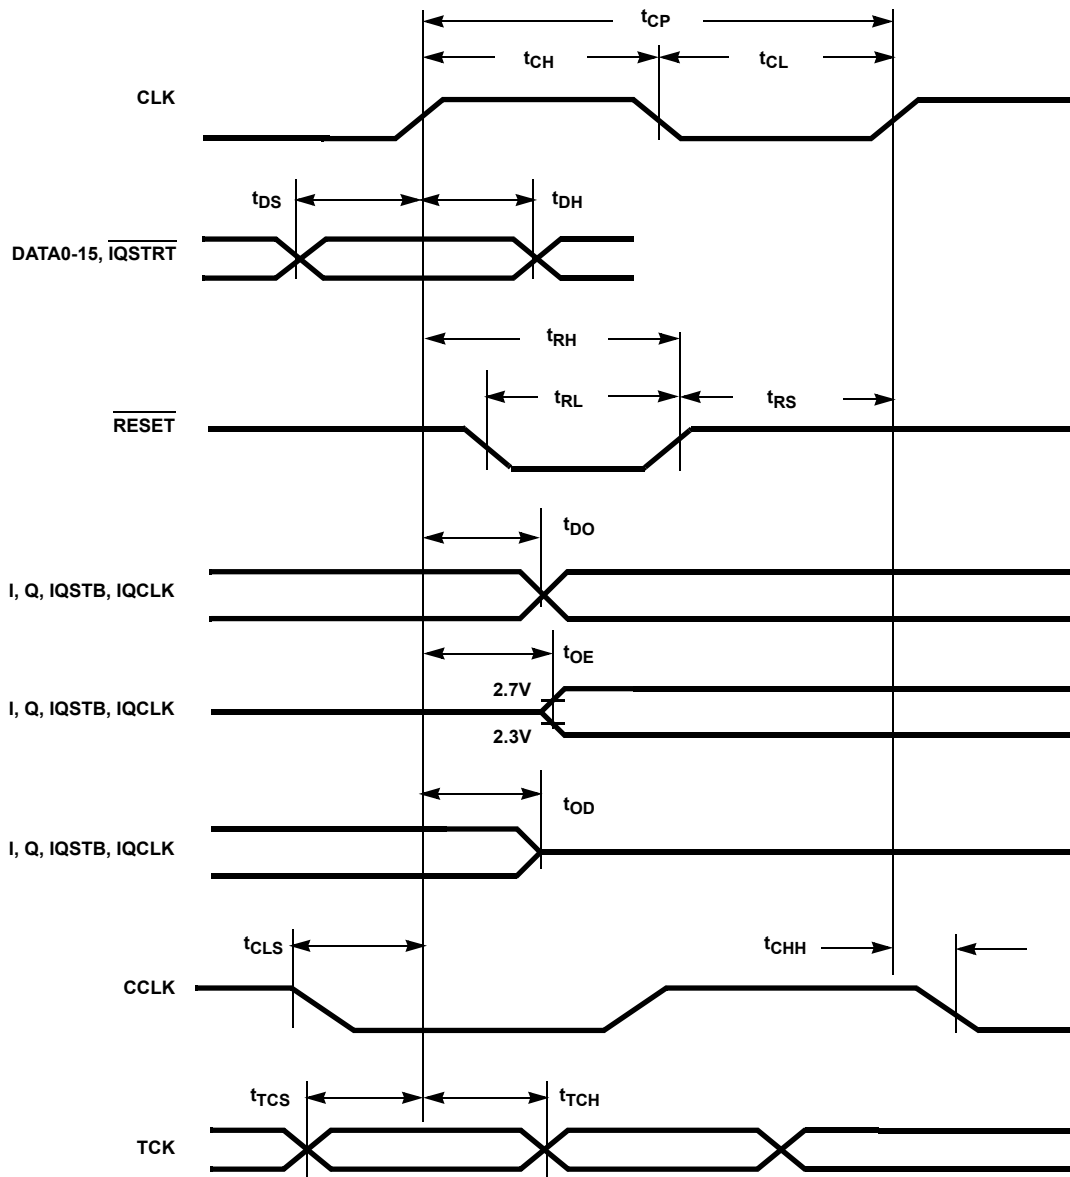 tCP
tCH
tCL
CLK
tDS
tDH
DATA0-15, IQSTRT
tRH
tRL
tRS
RESET
tDO
I, Q, IQSTB, IQCLK
tOE
2.7V
I, Q, IQSTB, IQCLK
2.3V
tOD
I, Q, IQSTB, IQCLK
tCLS
tCHH
CCLK
tTCS
tTCH
TCK